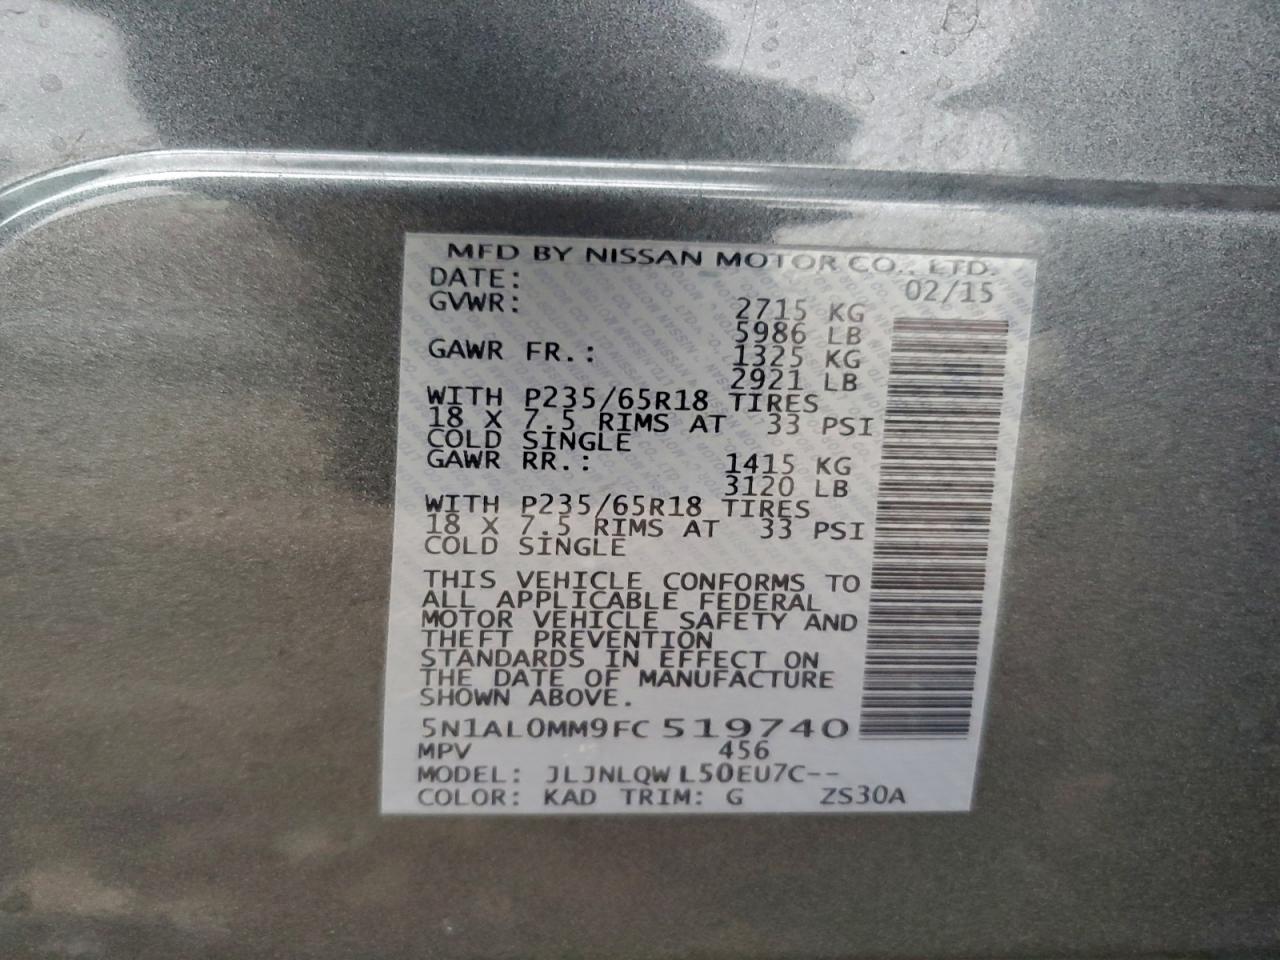 MFD BY NISSAN MOTOR CO., LTD.
DATE: 02/15
GVWR: 2715 KG
5986 LB
GAWR FR.: 1325 KG
2921 LB
WITH P235/65R18 TIRES
18 X 7.5 RIMS AT 33 PSI
COLD SINGLE
GAWR RR.: 1415 KG
3120 LB
WITH P235/65R18 TIRES
18 X 7.5 RIMS AT 33 PSI
COLD SINGLE
THIS VEHICLE CONFORMS TO
ALL APPLICABLE FEDERAL
MOTOR VEHICLE SAFETY AND
THEFT PREVENTION
STANDARDS IN EFFECT ON
THE DATE OF MANUFACTURE
SHOWN ABOVE.
5N1AL0MM9FC519740
MPV 456
MODEL: JLJNLQW L50EU7C--
COLOR: KAD TRIM: G ZS30A